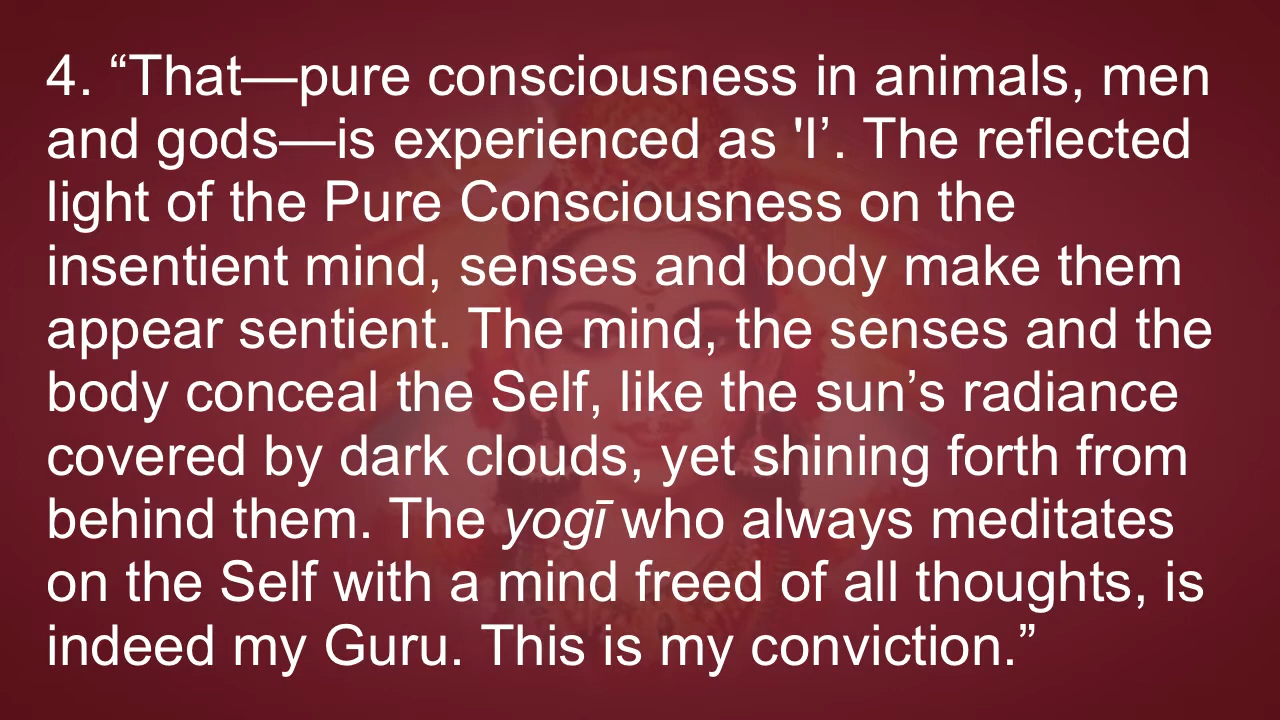 4. “That—pure consciousness in animals, men
and gods—is experienced as 'I’. The reflected
light of the Pure Consciousness on the
insentient mind, senses and body make them
appear sentient. The mind, the senses and the
body conceal the Self, like the sun’s radiance
covered by dark clouds, yet shining forth from
behind them. The yogī who always meditates
on the Self with a mind freed of all thoughts, is
indeed my Guru. This is my conviction.”